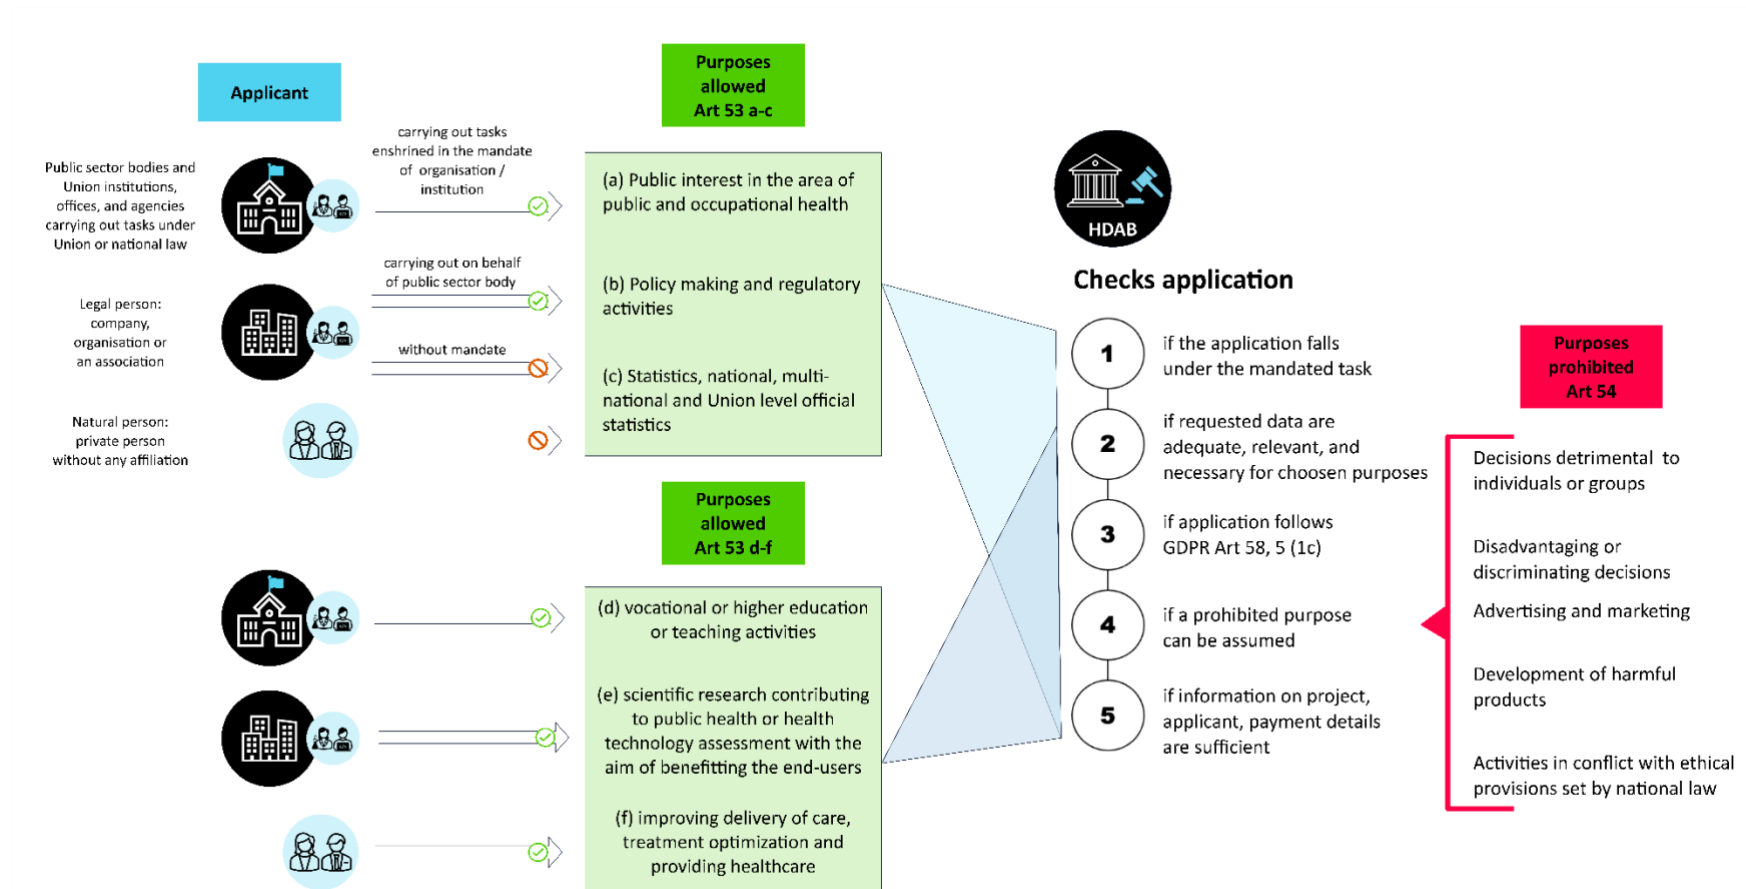 Applicant
Public sector bodies and
Union institutions,
offices, and agencies
carrying out tasks under
Union or national law
carrying out tasks
enshrined in the mandate
of organisation /
institution
Legal person:
company,
organisation or
an association
carrying out on behalf
of public sector body
without mandate
Natural person:
private person
without any affiliation
Purposes
allowed
Art 53 a-c
(a) Public interest in the area of
public and occupational health
(b) Policy making and regulatory
activities
(c) Statistics, national, multi-
national and Union level official
statistics
Purposes
allowed
Art 53 d-f
(d) vocational or higher education
or teaching activities
(e) scientific research contributing
to public health or health
technology assessment with the
aim of benefitting the end-users
(f) improving delivery of care,
treatment optimization and
providing healthcare
HDAB
Checks application
1
if the application falls
under the mandated task
2
if requested data are
adequate, relevant, and
necessary for choosen purposes
3
if application follows
GDPR Art 58, 5 (1c)
4
if a prohibited purpose
can be assumed
5
if information on project,
applicant, payment details
are sufficient
Purposes
prohibited
Art 54
Decisions detrimental to
individuals or groups
Disadvantaging or
discriminating decisions
Advertising and marketing
Development of harmful
products
Activities in conflict with ethical
provisions set by national law